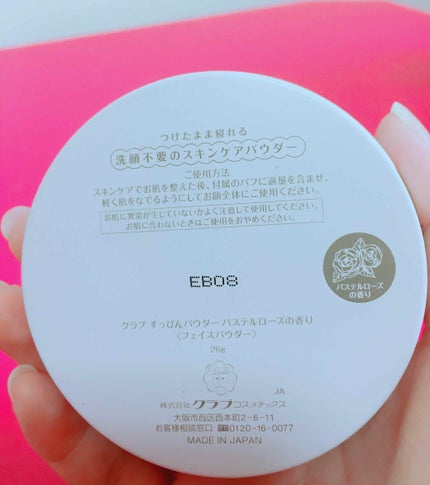 つけたまま寝れる
洗顔不要のスキンケアパウダー
ご使用方法
スキンケアでお肌を整えた後、付属のパフに適量を含ませ、
軽く肌をなでるようにしてお顔全体にご使用ください。
お肌に異常が生じていないかよく注意して使用してください。
お肌に合わないときはご使用をおやめください。
EB08
パステルローズ
の香り
クラブ すっぴんパウダー パステルローズの香り
〈フェイスパウダー〉
26g
JA
株式会社 クラブコスメチックス
大阪市西区西本町2-6-11
お客様相談窓口 0120-16-0077
MADE IN JAPAN